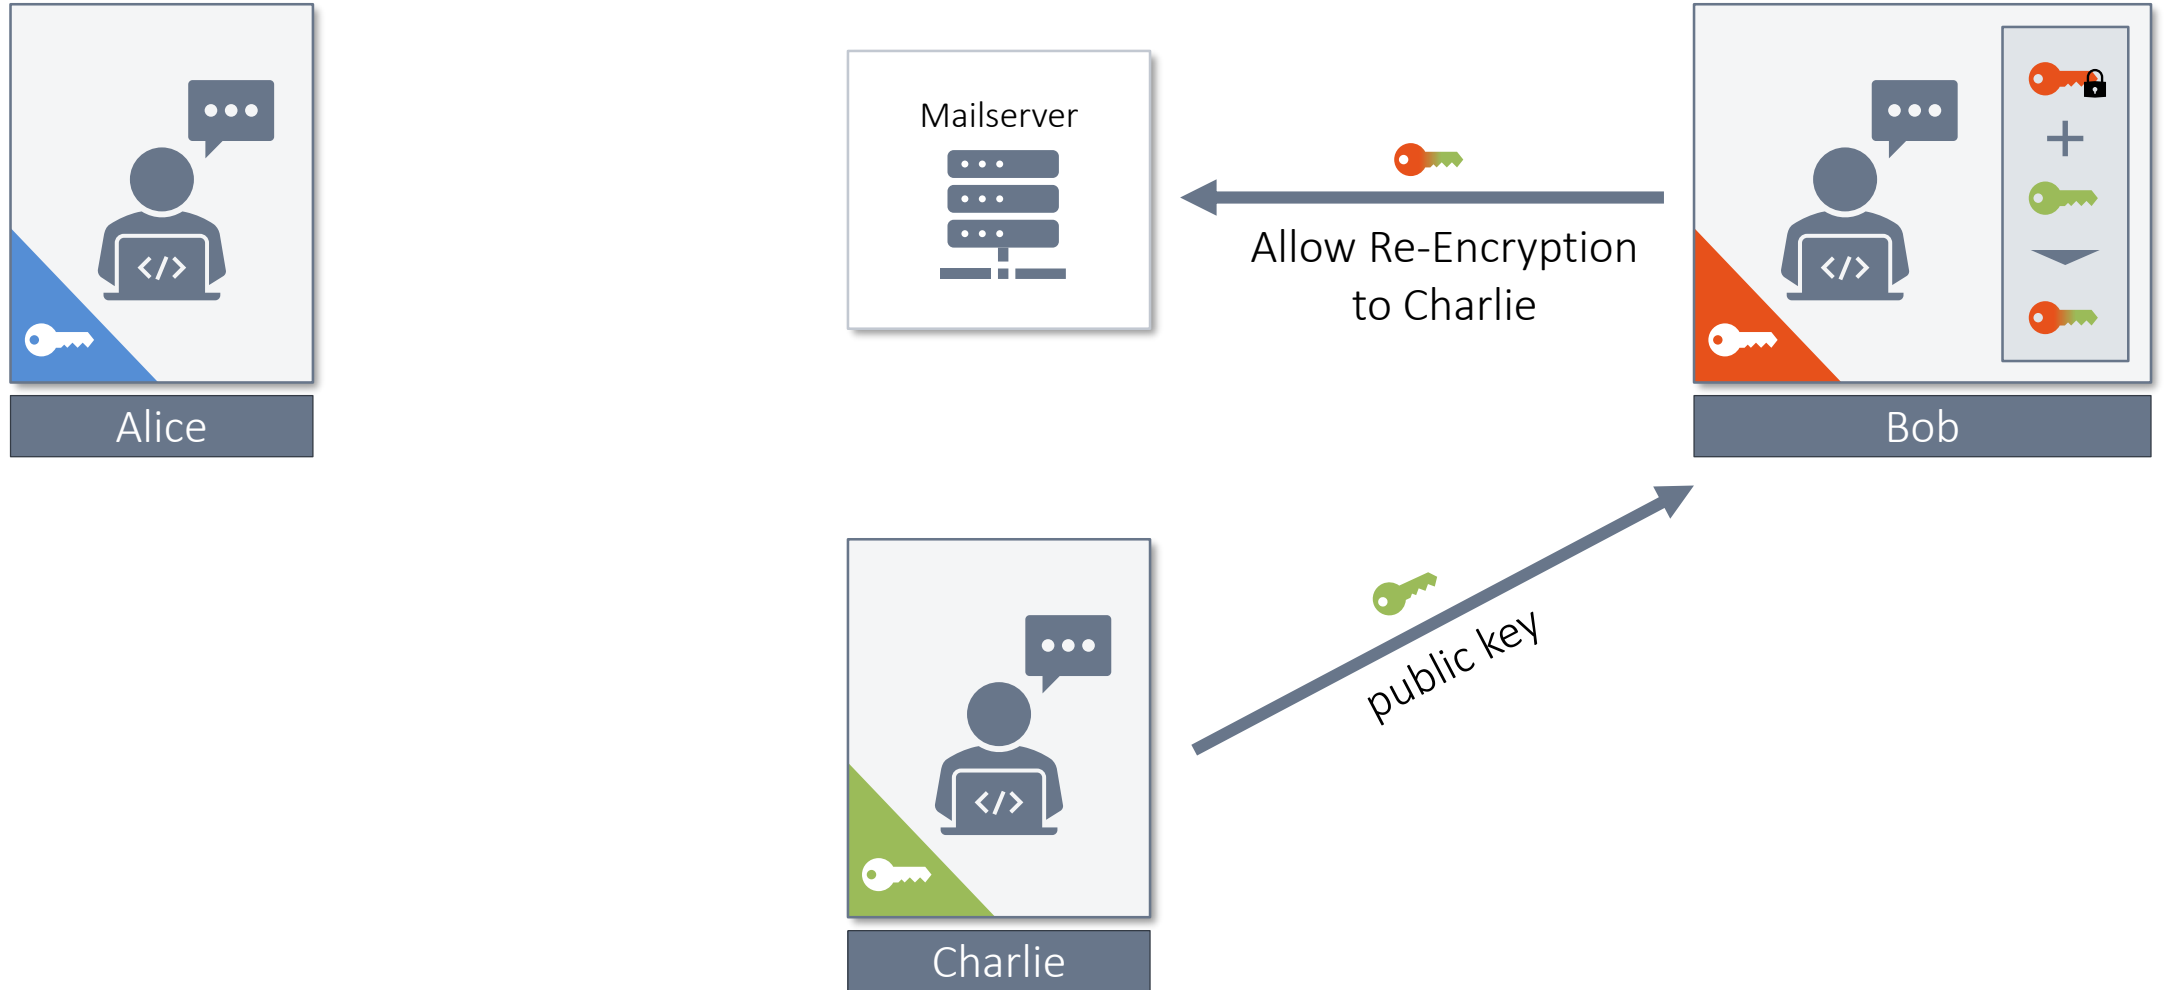 Mailserver
Allow Re-Encryption
to Charlie
Alice
Bob
public key
Charlie